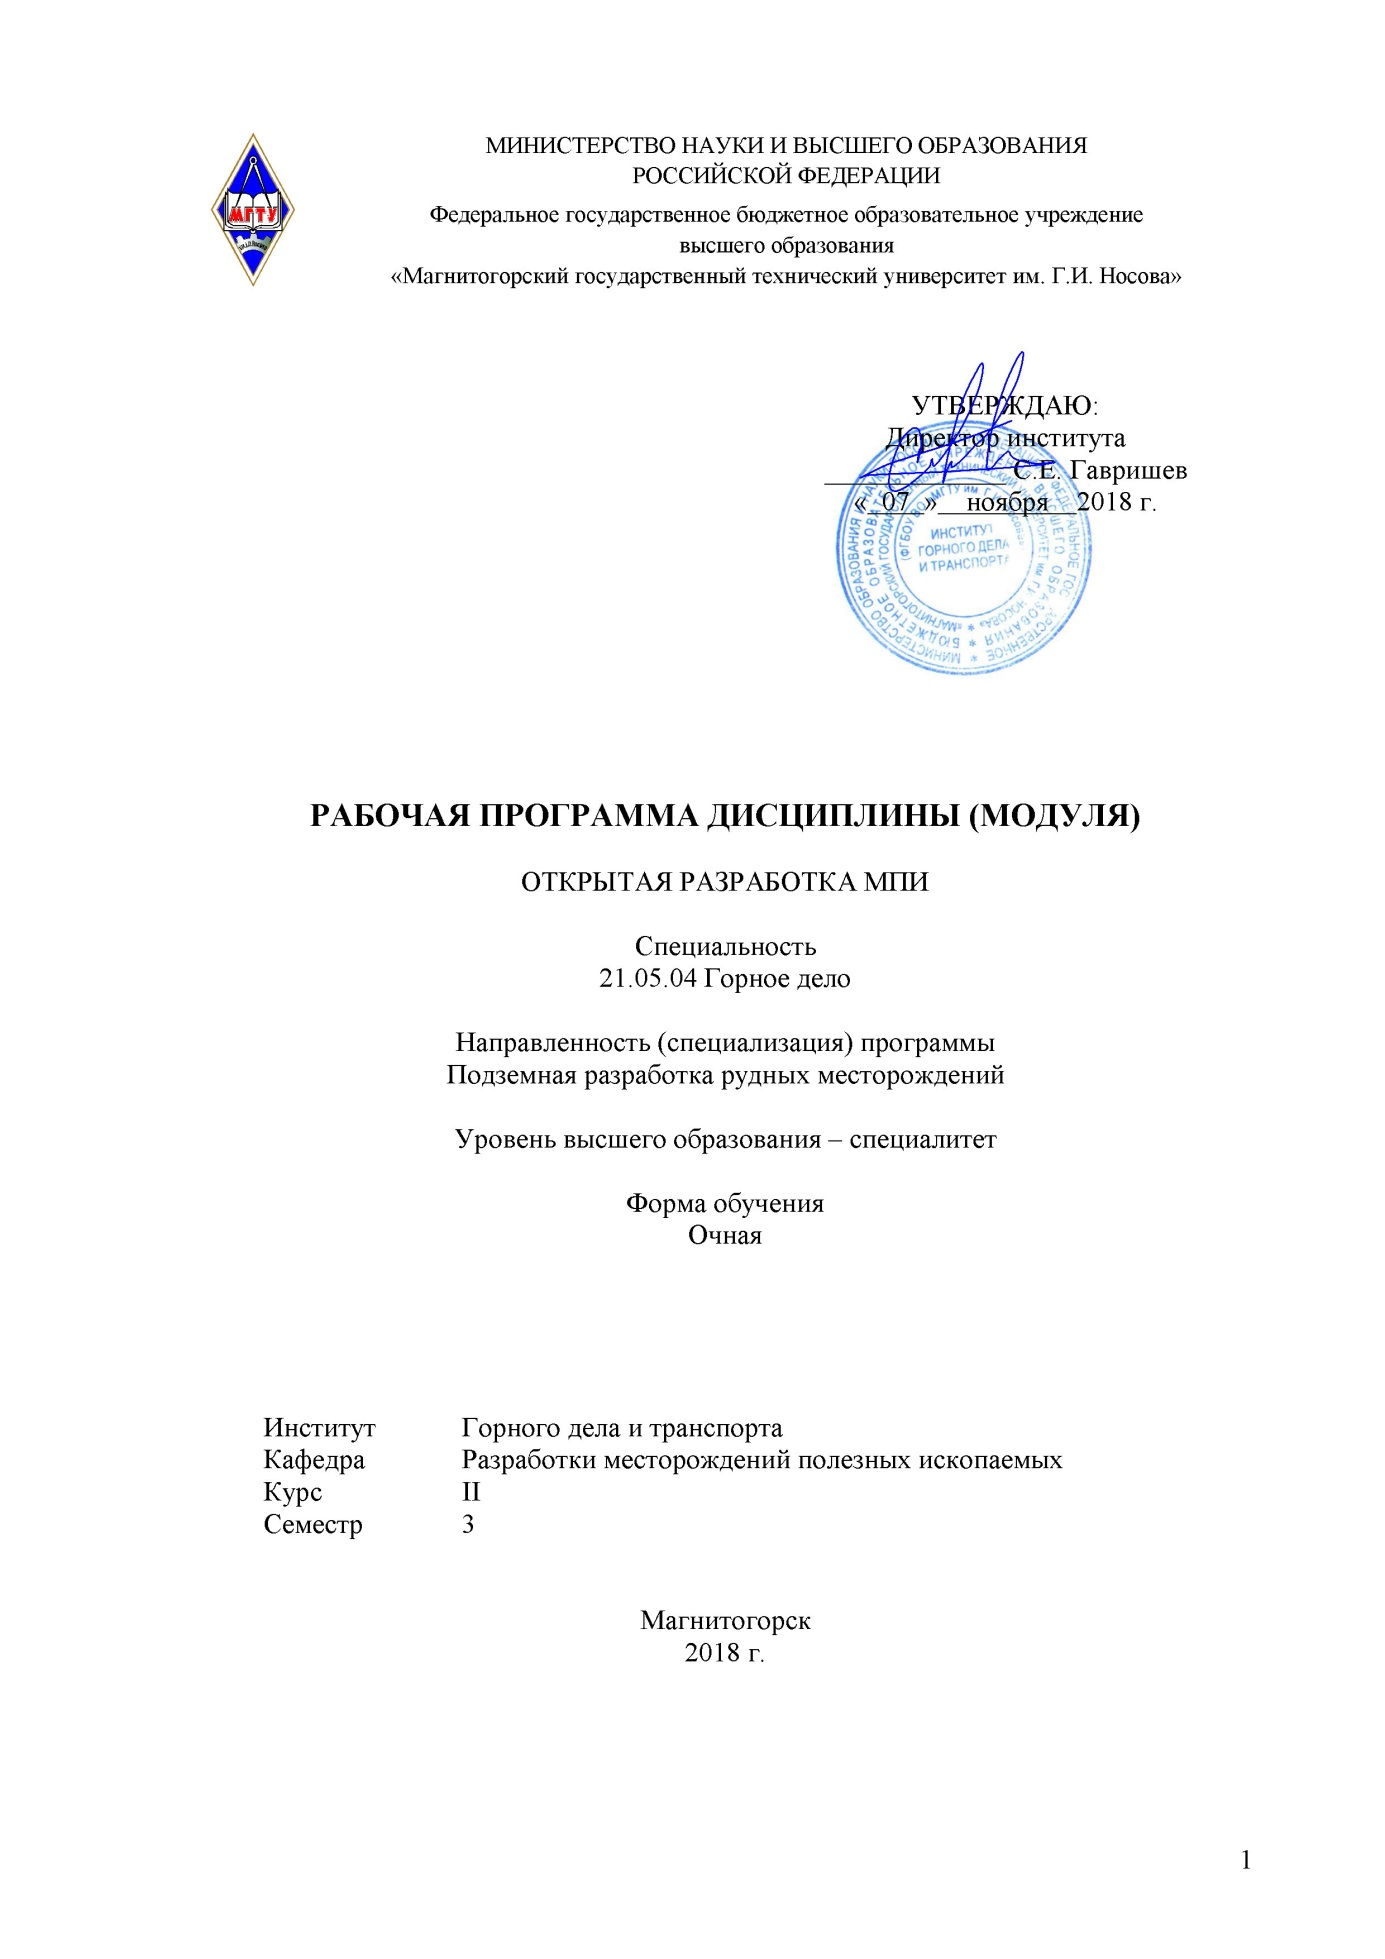 МИНИСТЕРСТВО НАУКИ И ВЫСШЕГО ОБРАЗОВАНИЯ
РОССИЙСКОЙ ФЕДЕРАЦИИ
Федеральное государственное бюджетное образовательное учреждение
высшего образования
«Магнитогорский государственный технический университет им. Г.И. Носова»
МГТУ
УТВЕРЖДАЮ:
Директор института
_____________ С.Е. Гавришев
«_07_»__ноября__2018 г.
ИНСТИТУТ
ГОРНОГО ДЕЛА
И ТРАНСПОРТА
РАБОЧАЯ ПРОГРАММА ДИСЦИПЛИНЫ (МОДУЛЯ)
ОТКРЫТАЯ РАЗРАБОТКА МПИ
Специальность
21.05.04 Горное дело
Направленность (специализация) программы
Подземная разработка рудных месторождений
Уровень высшего образования – специалитет
Форма обучения
Очная
Институт Горного дела и транспорта
Кафедра Разработки месторождений полезных ископаемых
Курс II
Семестр 3
Магнитогорск
2018 г.
1